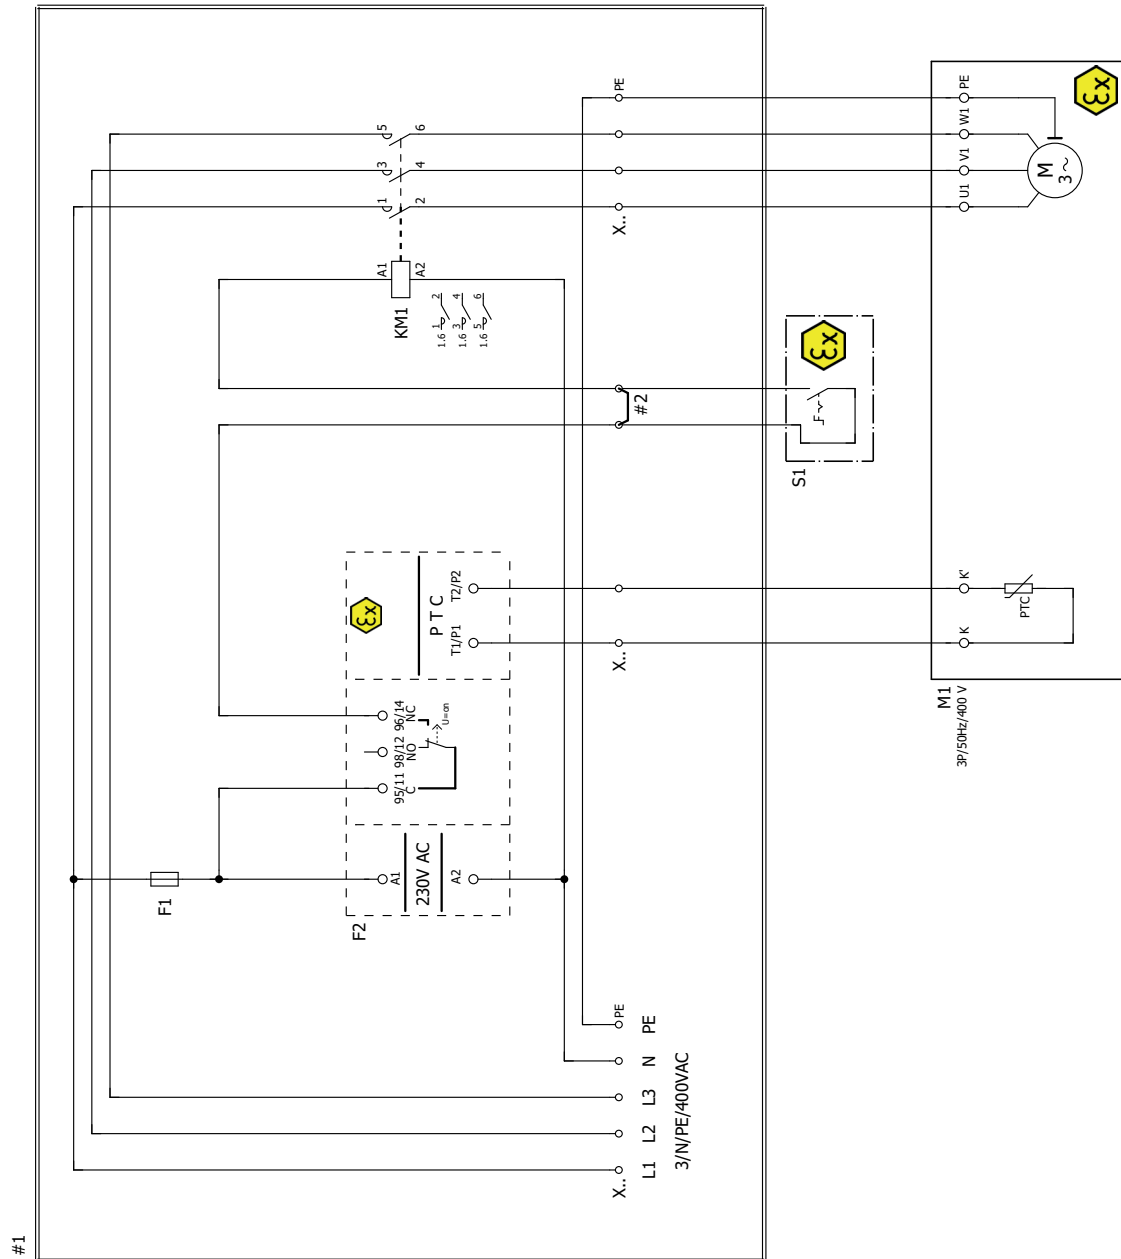 #1
PE
5 6
3 4
1 2
X..
A1 A2
KM1
1.6 1 2
1.6 3 4
1.6 5 6
#2
S1
PE
W1
V1
U1
M
3~
Ex
Ex
Ex
P T C
T1/P1 T2/P2
X..
K K'
PTC
M1
3P/50Hz/400 V
95/11 98/12 96/14
C NO NC
U=on
F1
F2
A1
230V AC
A2
PE
X..
L1 L2 L3 N PE
3/N/PE/400VAC